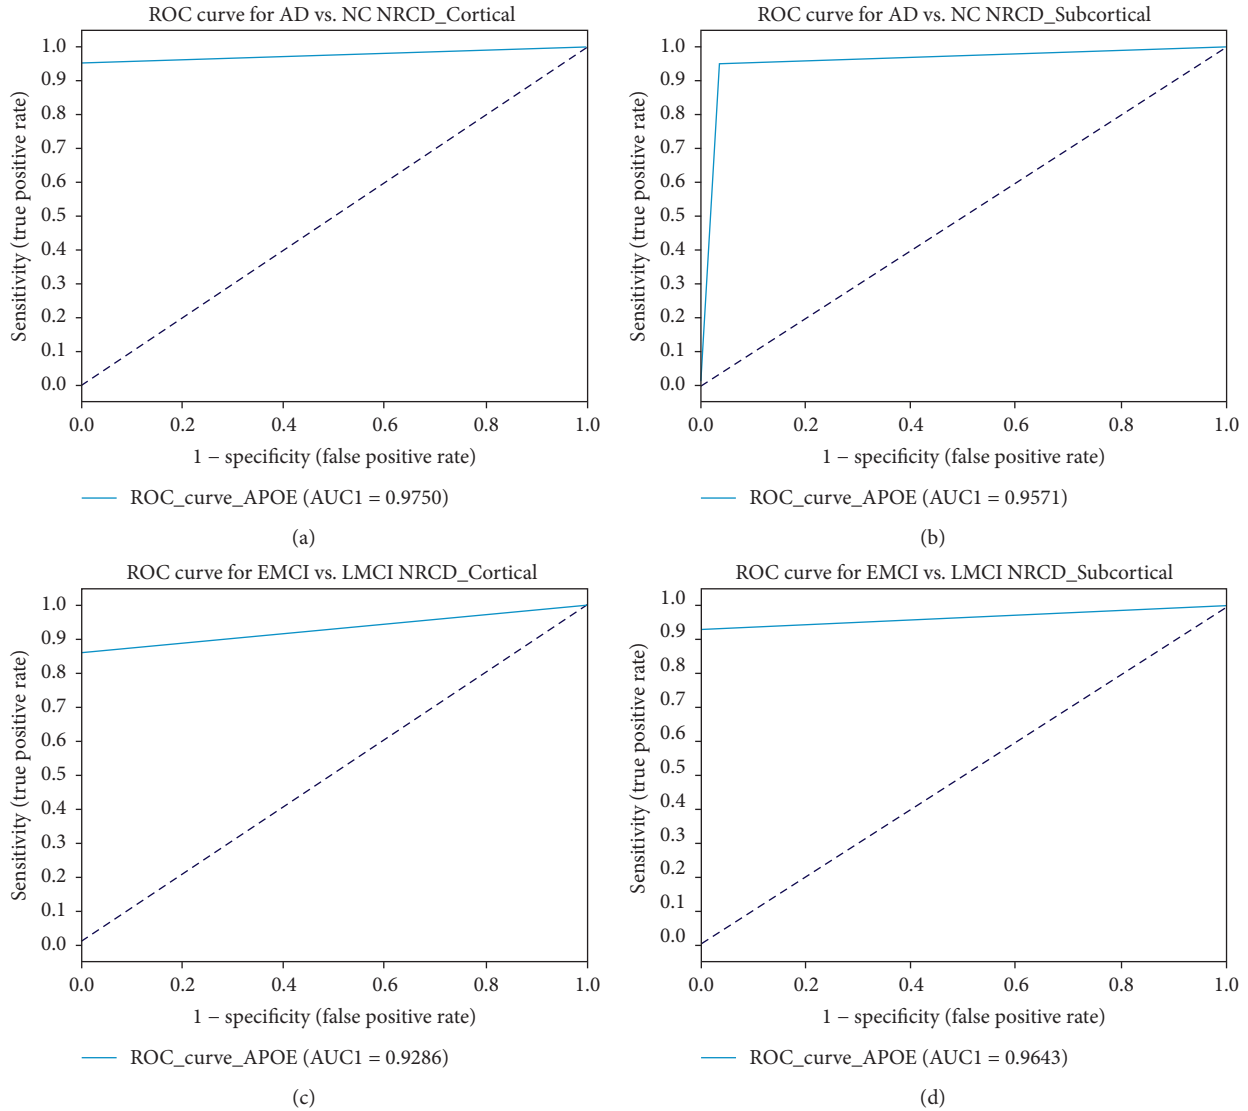 ROC curve for AD vs. NC NRCD_Cortical
1.0
0.9
0.8
0.7
0.6
0.5
0.4
0.3
0.2
0.1
0.0
Sensitivity (true positive rate)
0.0 0.2 0.4 0.6 0.8 1.0
1 − specificity (false positive rate)
ROC_curve_APOE (AUC1 = 0.9750)
(a)
ROC curve for AD vs. NC NRCD_Subcortical
1.0
0.9
0.8
0.7
0.6
0.5
0.4
0.3
0.2
0.1
0.0
Sensitivity (true positive rate)
0.0 0.2 0.4 0.6 0.8 1.0
1 − specificity (false positive rate)
ROC_curve_APOE (AUC1 = 0.9571)
(b)
ROC curve for EMCI vs. LMCI NRCD_Cortical
1.0
0.9
0.8
0.7
0.6
0.5
0.4
0.3
0.2
0.1
0.0
Sensitivity (true positive rate)
0.0 0.2 0.4 0.6 0.8 1.0
1 − specificity (false positive rate)
ROC_curve_APOE (AUC1 = 0.9286)
(c)
ROC curve for EMCI vs. LMCI NRCD_Subcortical
1.0
0.9
0.8
0.7
0.6
0.5
0.4
0.3
0.2
0.1
0.0
Sensitivity (true positive rate)
0.0 0.2 0.4 0.6 0.8 1.0
1 − specificity (false positive rate)
ROC_curve_APOE (AUC1 = 0.9643)
(d)